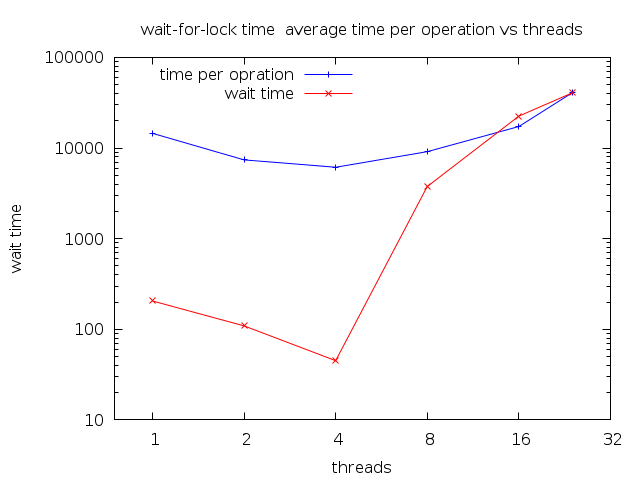 wait-for-lock time  average time per operation vs threads
100000
10000
1000
100
10
time per opration
wait time
wait time
1 2 4 8 16 32
threads